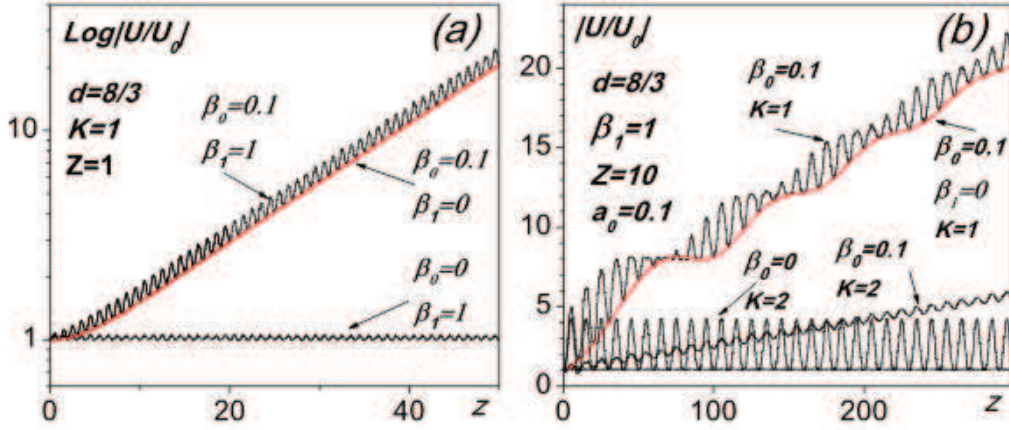 Log|U/U₀|
(a)
d=8/3
K=1
Z=1
β₀=0.1
β₁=1
β₀=0.1
β₁=0
β₀=0
β₁=1
10
1
0
20
40
z
|U/U₀|
(b)
d=8/3
β₁=1
Z=10
a₀=0.1
β₀=0.1
K=1
β₀=0.1
β₁=0
K=1
β₀=0
K=2
β₀=0.1
K=2
20
15
10
5
0
0
100
200
z